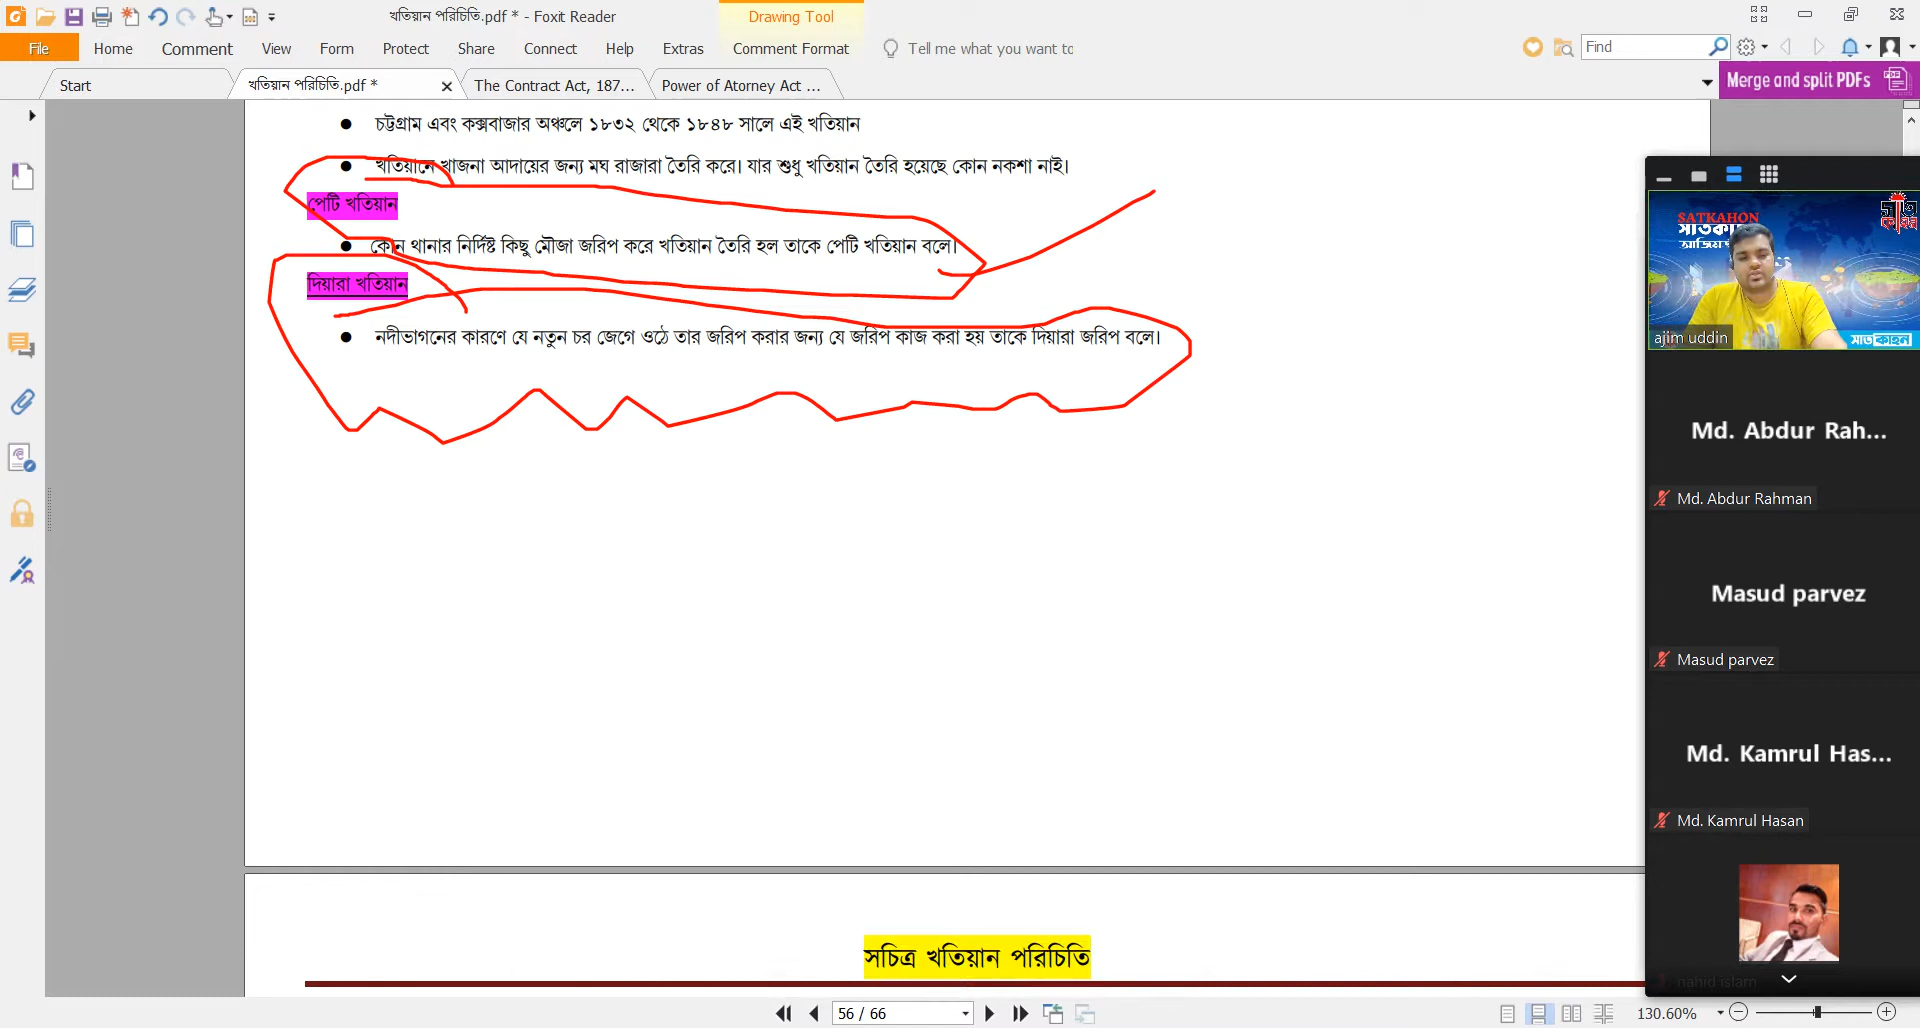 খতিয়ান পরিচিতি.pdf * - Foxit Reader
Drawing Tool
File Home Comment View Form Protect Share Connect Help Extras Comment Format Tell me what you want to Find
Start খতিয়ান পরিচিতি.pdf * The Contract Act, 187... Power of Atorney Act ... Merge and split PDFs
চট্টগ্রাম এবং কক্সবাজার অঞ্চলে ১৮৩২ থেকে ১৮৪৮ সালে এই খতিয়ান
খতিয়ানে খাজনা আদায়ের জন্য মঘ রাজারা তৈরি করে। যার শুধু খতিয়ান তৈরি হয়েছে কোন নকশা নাই।
পেটি খতিয়ান
কোন থানার নির্দিষ্ট কিছু মৌজা জরিপ করে খতিয়ান তৈরি হল তাকে পেটি খতিয়ান বলে।
দিয়ারা খতিয়ান
নদীভাগনের কারণে যে নতুন চর জেগে ওঠে তার জরিপ করার জন্য যে জরিপ কাজ করা হয় তাকে দিয়ারা জরিপ বলে।
সচিত্র খতিয়ান পরিচিতি
56 / 66 130.60%
SATKAHON
ajim uddin
সাতকাহন
Md. Abdur Rah...
Md. Abdur Rahman
Masud parvez
Masud parvez
Md. Kamrul Has...
Md. Kamrul Hasan
nahid islam